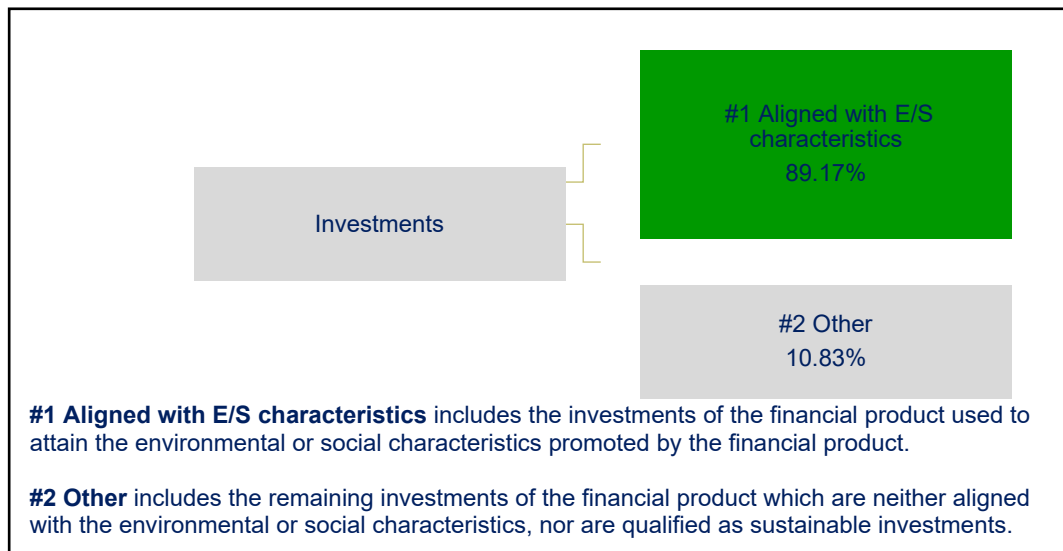 #1 Aligned with E/S
characteristics
89.17%
Investments
#2 Other
10.83%
#1 Aligned with E/S characteristics includes the investments of the financial product used to
attain the environmental or social characteristics promoted by the financial product.
#2 Other includes the remaining investments of the financial product which are neither aligned
with the environmental or social characteristics, nor are qualified as sustainable investments.